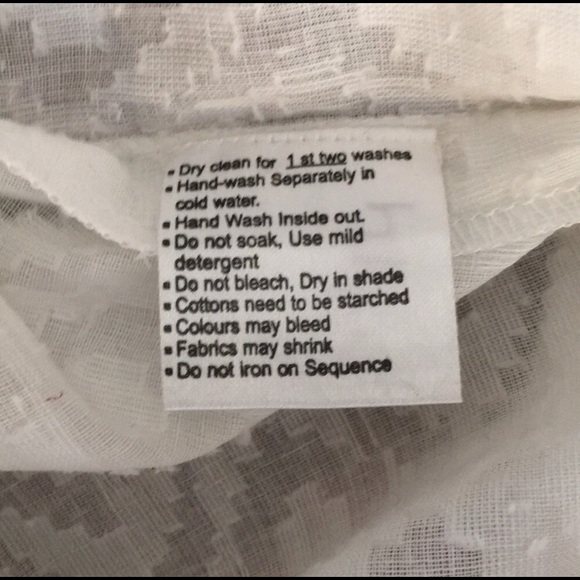 ▪ Dry clean for 1 st two washes
▪ Hand-wash Separately in
cold water.
▪ Hand Wash Inside out.
▪ Do not soak, Use mild
detergent
▪ Do not bleach, Dry in shade
▪ Cottons need to be starched
▪ Colours may bleed
▪ Fabrics may shrink
▪ Do not iron on Sequence